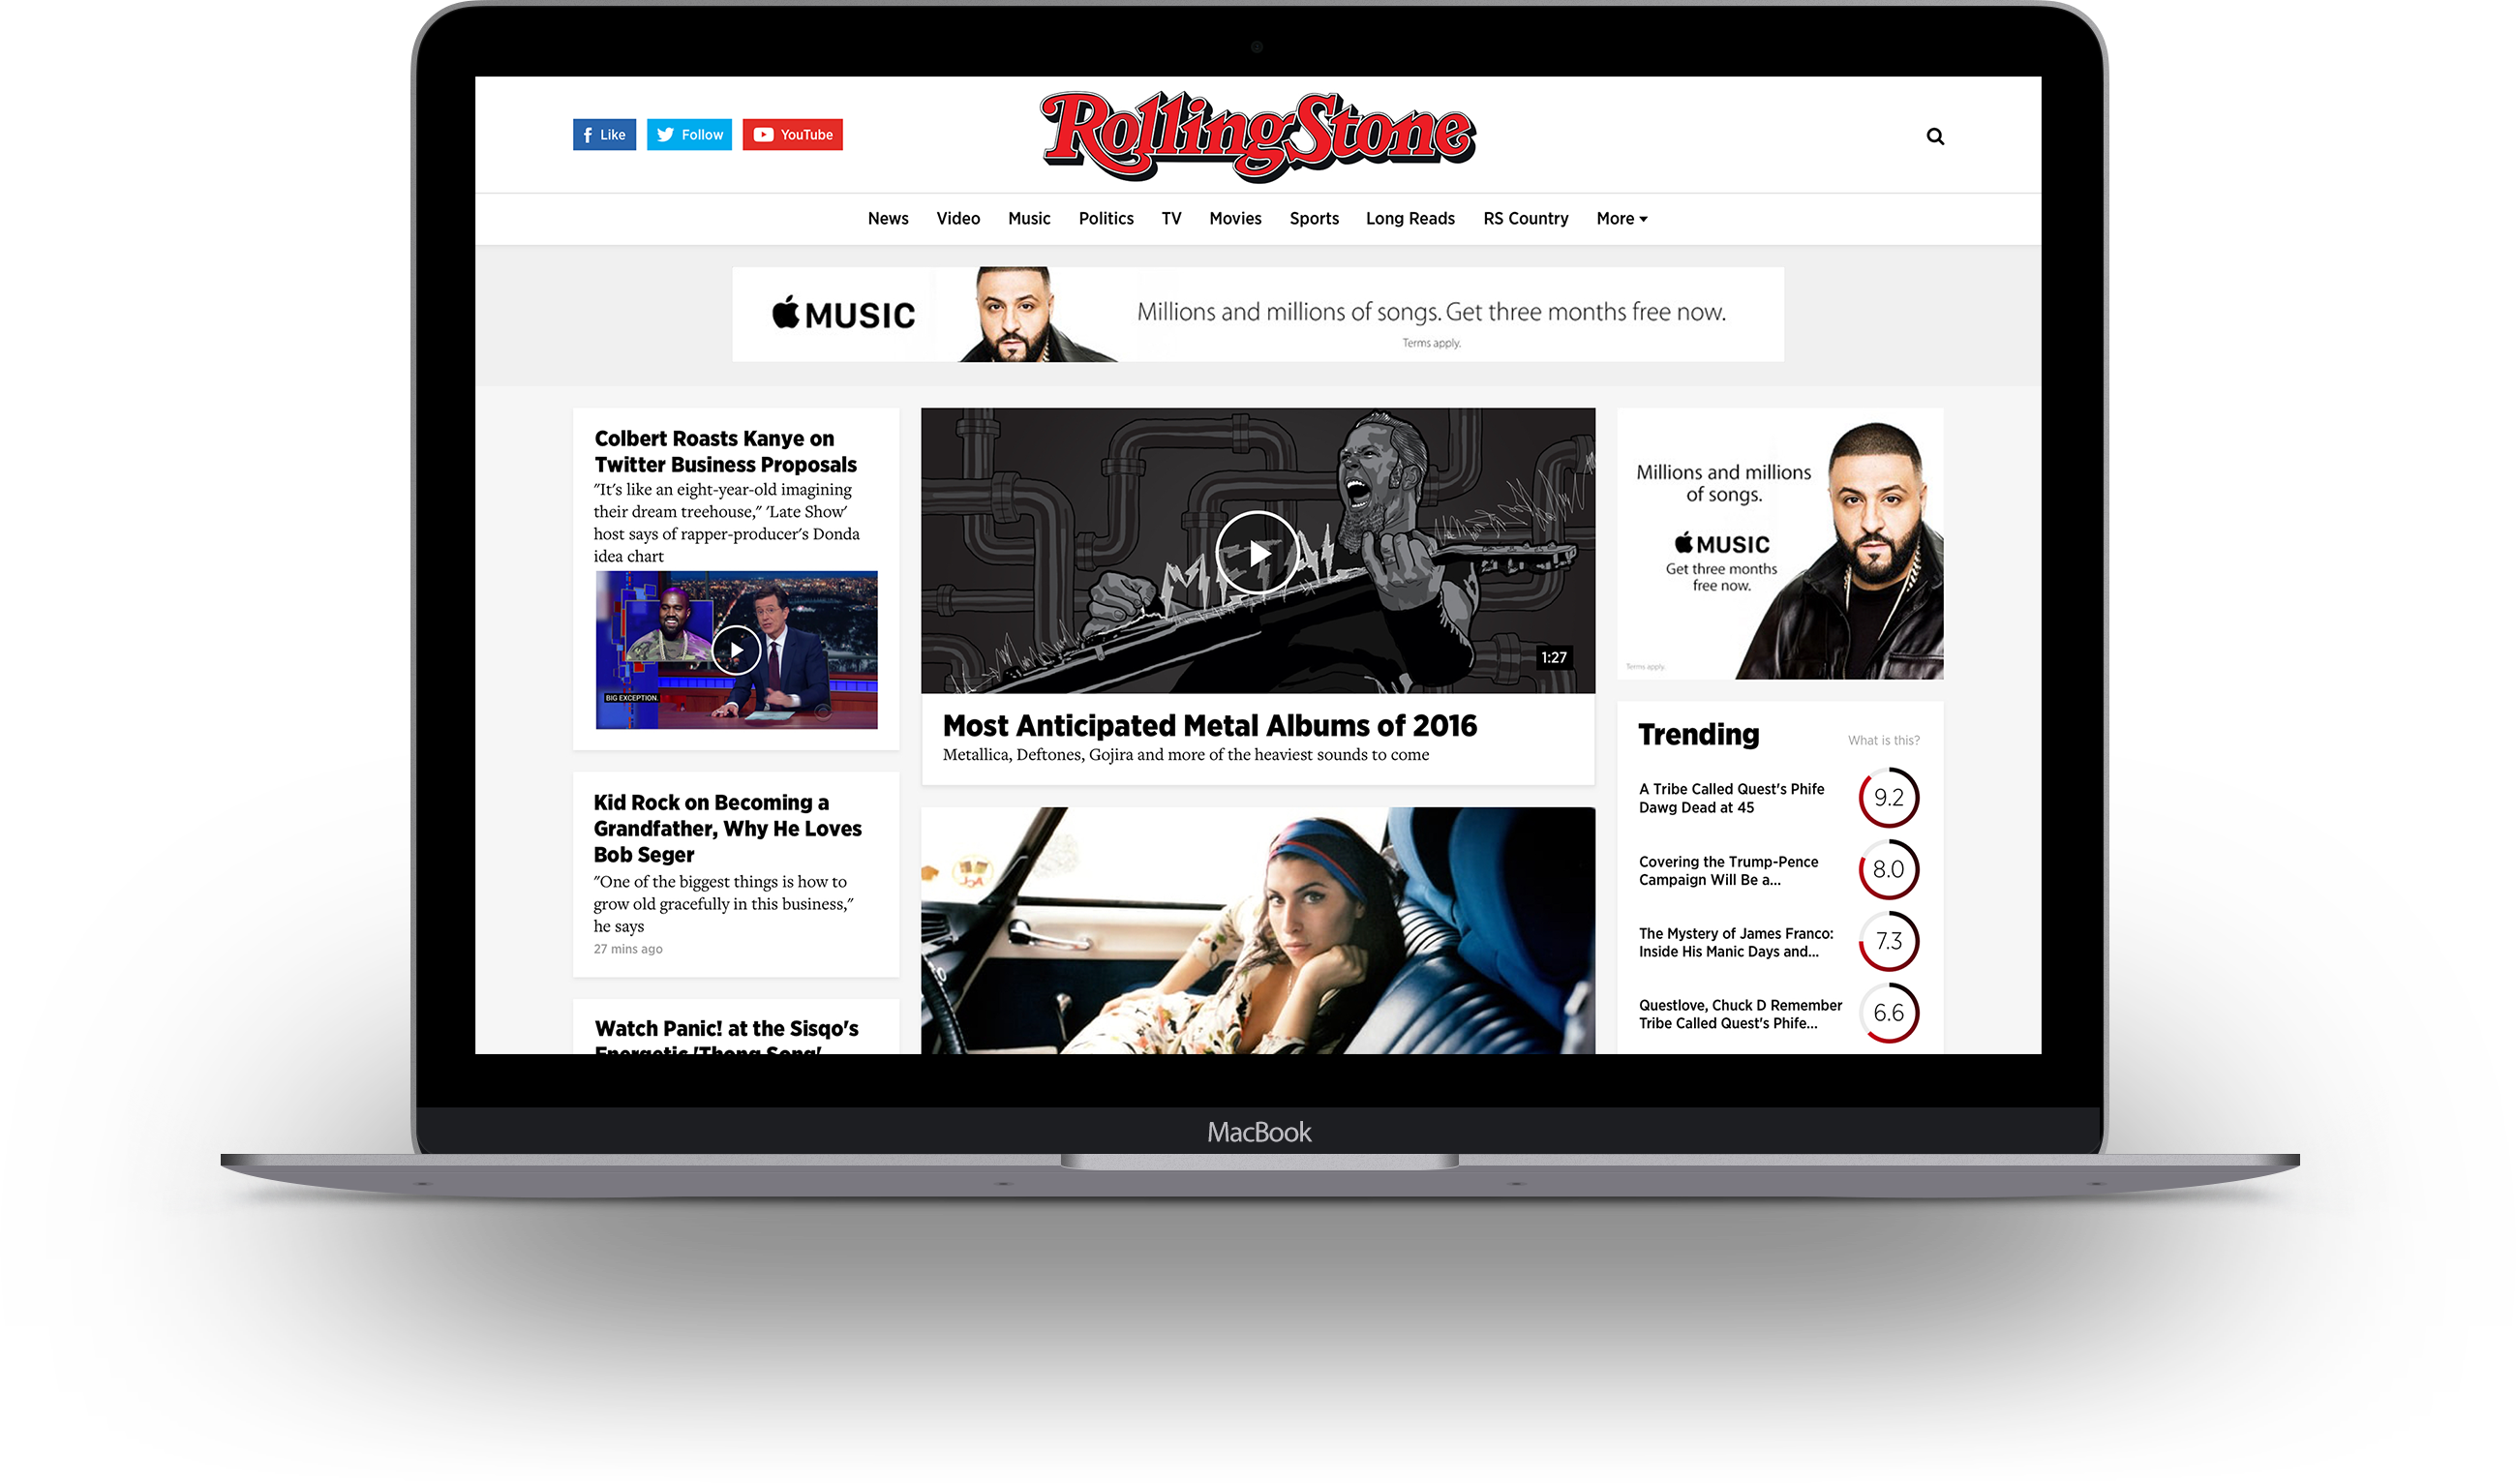 Like
Follow
YouTube
RollingStone
News Video Music Politics TV Movies Sports Long Reads RS Country More
MUSIC
Millions and millions of songs. Get three months free now.
Terms apply.
Colbert Roasts Kanye on
Twitter Business Proposals
"It's like an eight-year-old imagining
their dream treehouse," 'Late Show'
host says of rapper-producer's Donda
idea chart
BIG EXCEPTION.
Kid Rock on Becoming a
Grandfather, Why He Loves
Bob Seger
"One of the biggest things is how to
grow old gracefully in this business,"
he says
27 mins ago
Watch Panic! at the Sisqo's
Energetic 'Thong Song'
METAL
1:27
Most Anticipated Metal Albums of 2016
Metallica, Deftones, Gojira and more of the heaviest sounds to come
Millions and millions
of songs.
MUSIC
Get three months
free now.
Terms apply.
Trending
What is this?
A Tribe Called Quest's Phife
Dawg Dead at 45
9.2
Covering the Trump-Pence
Campaign Will Be a...
8.0
The Mystery of James Franco:
Inside His Manic Days and...
7.3
Questlove, Chuck D Remember
Tribe Called Quest's Phife...
6.6
MacBook